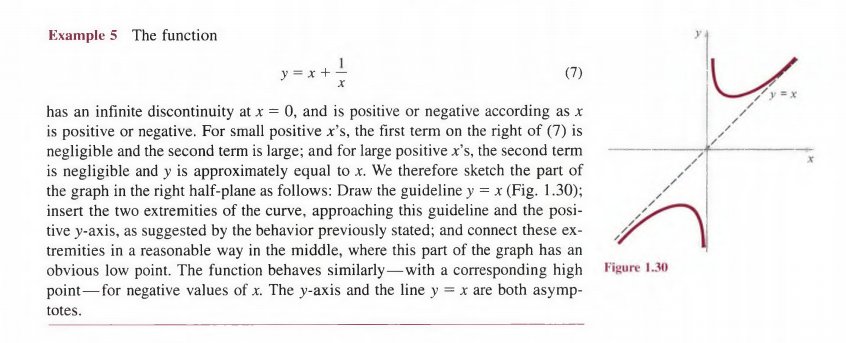 Example 5 The function
y = x + 1/x (7)
has an infinite discontinuity at x = 0, and is positive or negative according as x
is positive or negative. For small positive x's, the first term on the right of (7) is
negligible and the second term is large; and for large positive x's, the second term
is negligible and y is approximately equal to x. We therefore sketch the part of
the graph in the right half-plane as follows: Draw the guideline y = x (Fig. 1.30);
insert the two extremities of the curve, approaching this guideline and the posi-
tive y-axis, as suggested by the behavior previously stated; and connect these ex-
tremities in a reasonable way in the middle, where this part of the graph has an
obvious low point. The function behaves similarly—with a corresponding high
point—for negative values of x. The y-axis and the line y = x are both asymp-
totes.
y
y = x
x
Figure 1.30